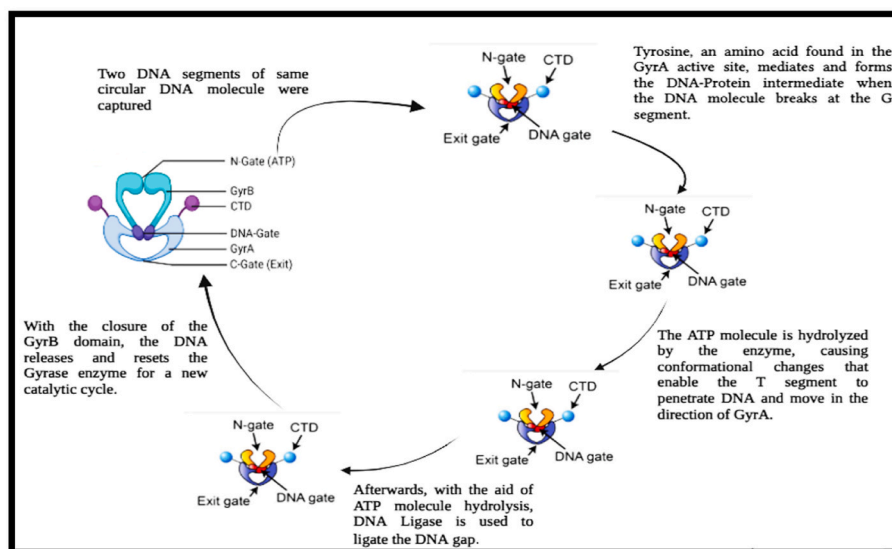 Two DNA segments of same
circular DNA molecule were
captured
N-gate
CTD
Exit gate
DNA gate
Tyrosine, an amino acid found in the
GyrA active site, mediates and forms
the DNA-Protein intermediate when
the DNA molecule breaks at the G
segment.
N-Gate (ATP)
GyrB
CTD
DNA-Gate
GyrA
C-Gate (Exit)
N-gate
CTD
Exit gate
DNA gate
The ATP molecule is hydrolyzed
by the enzyme, causing
conformational changes that
enable the T segment to
penetrate DNA and move in the
direction of GyrA.
N-gate
CTD
Exit gate
DNA gate
Afterwards, with the aid of
ATP molecule hydrolysis,
DNA Ligase is used to
ligate the DNA gap.
N-gate
CTD
Exit gate
DNA gate
With the closure of the
GyrB domain, the DNA
releases and resets the
Gyrase enzyme for a new
catalytic cycle.